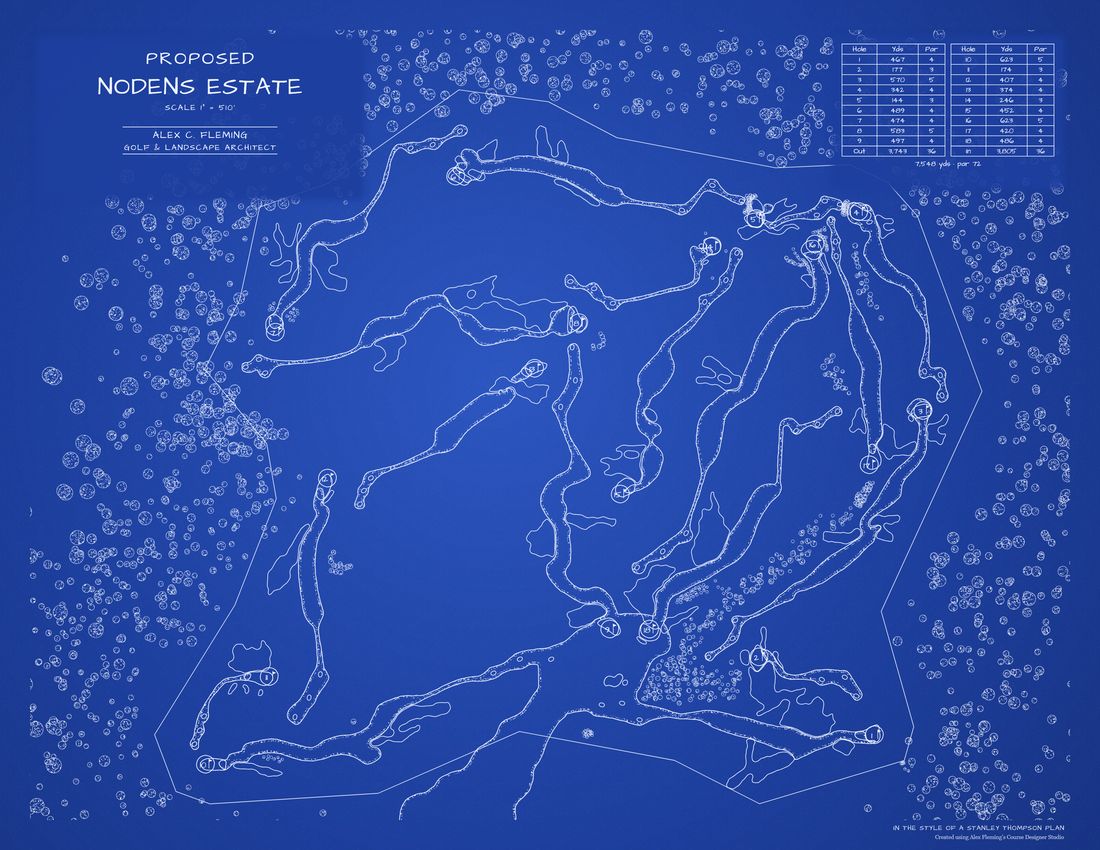 PROPOSED
NODENS ESTATE
SCALE 1" = 510'
ALEX C. FLEMING
GOLF & LANDSCAPE ARCHITECT
Hole Yds Par
1 467 4
2 177 3
3 570 5
4 342 4
5 144 3
6 489 4
7 474 4
8 583 5
9 497 4
Out 3,743 36
Hole Yds Par
10 623 5
11 174 3
12 407 4
13 374 4
14 246 3
15 452 4
16 623 5
17 420 4
18 486 4
In 3,805 36
7,548 yds · par 72
IN THE STYLE OF A STANLEY THOMPSON PLAN
Created using Alex Fleming's Course Designer Studio